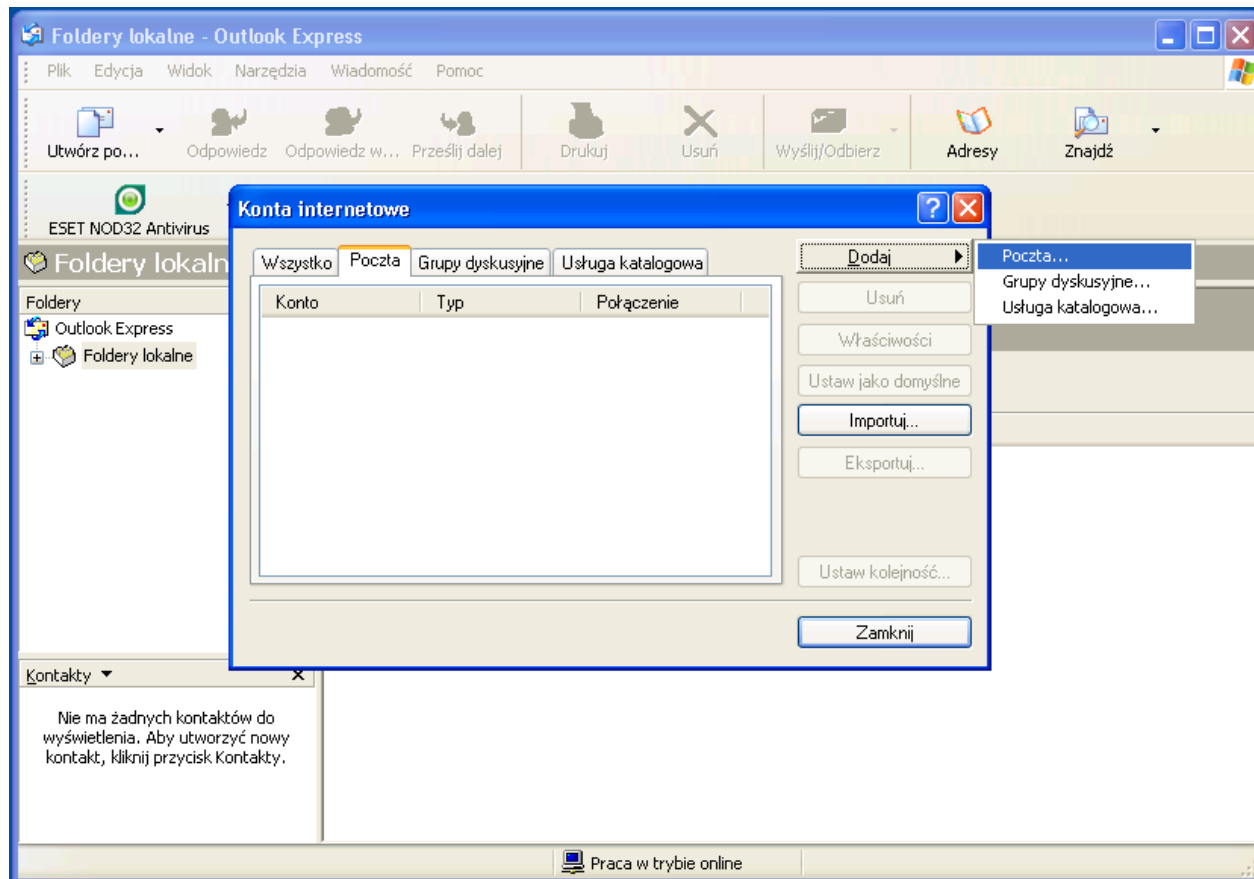 Foldery lokalne - Outlook Express
Plik Edycja Widok Narzędzia Wiadomość Pomoc
Utwórz po... Odpowiedz Odpowiedz w... Prześlij dalej Drukuj Usuń Wyślij/Odbierz Adresy Znajdź
ESET NOD32 Antivirus
Foldery lokaln
Foldery
Outlook Express
Foldery lokalne
Konta internetowe
Wszystko Poczta Grupy dyskusyjne Usługa katalogowa
Konto Typ Połączenie
Dodaj
Usuń
Właściwości
Ustaw jako domyślne
Importuj...
Eksportuj...
Ustaw kolejność...
Zamknij
Poczta...
Grupy dyskusyjne...
Usługa katalogowa...
Kontakty
Nie ma żadnych kontaktów do
wyświetlenia. Aby utworzyć nowy
kontakt, kliknij przycisk Kontakty.
Praca w trybie online